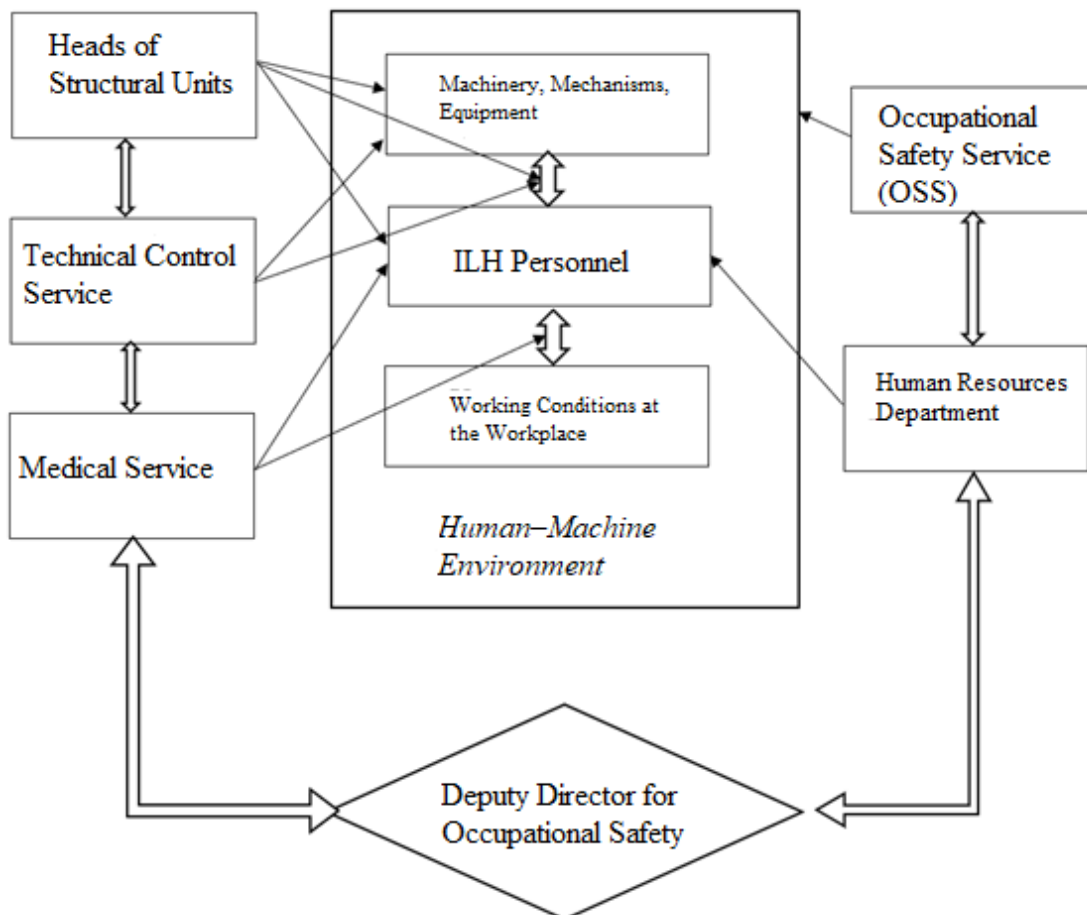 Heads of
Structural Units
Technical Control
Service
Medical Service
Machinery, Mechanisms,
Equipment
ILH Personnel
Working Conditions at
the Workplace
Human–Machine
Environment
Occupational
Safety Service
(OSS)
Human Resources
Department
Deputy Director for
Occupational Safety